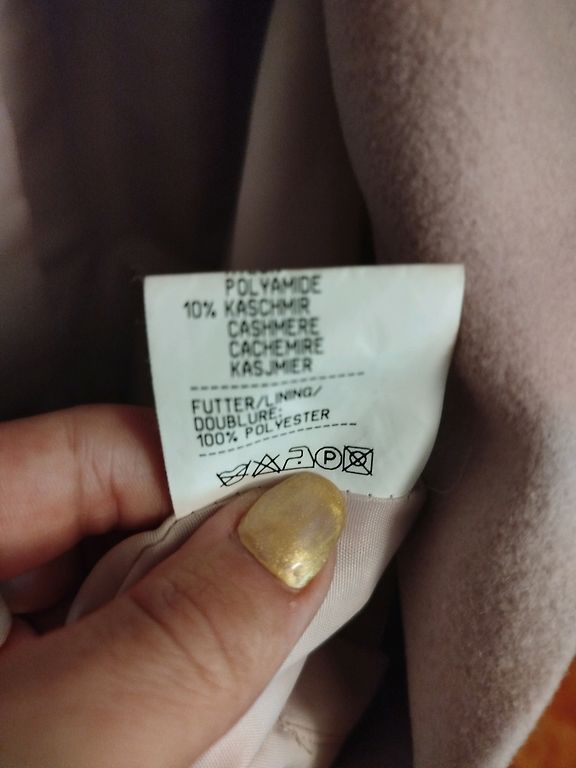 POLYAMIDE
10% KASCHMIR
CASHMERE
CACHEMIRE
KASJMIER
FUTTER/LINING/
DOUBLURE:
100% POLYESTER
P